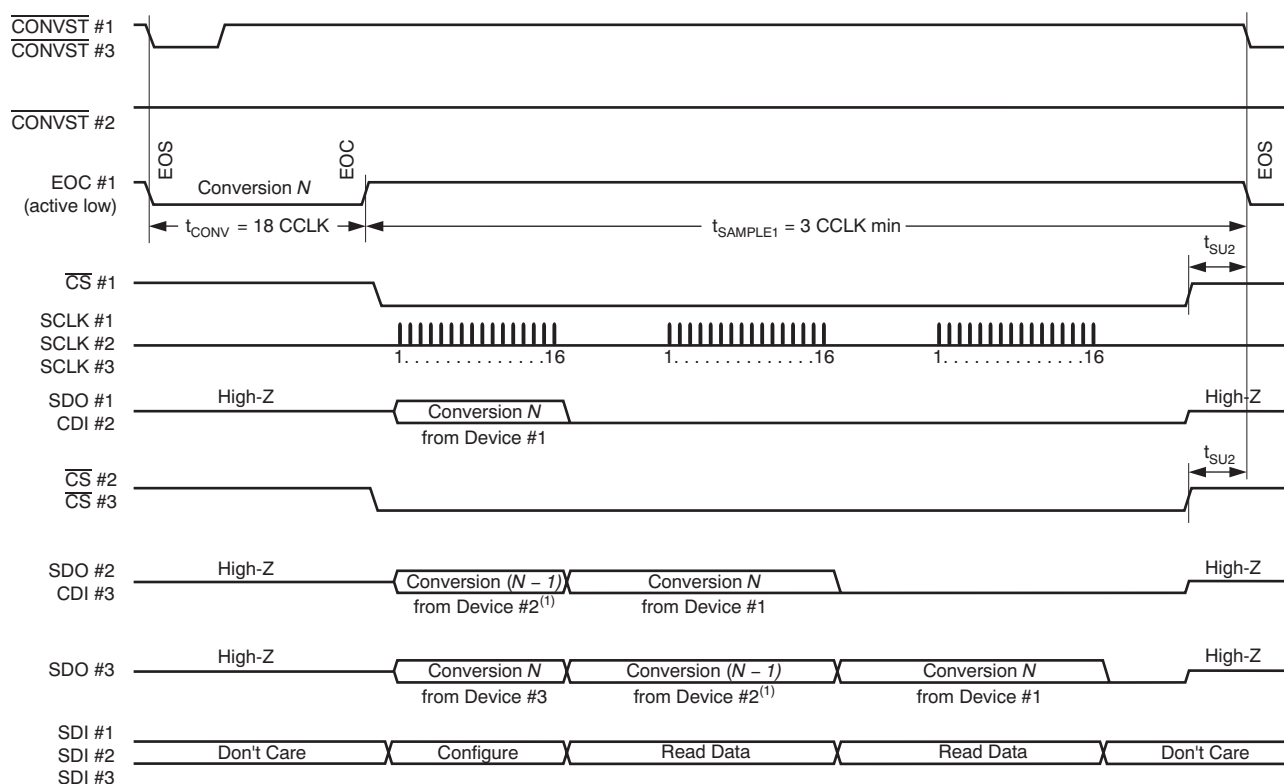 CONVST #1
CONVST #3
CONVST #2
EOS
EOC
EOS
EOC #1
(active low)
Conversion N
tCONV = 18 CCLK
tSAMPLE1 = 3 CCLK min
tSU2
CS #1
SCLK #1
SCLK #2
SCLK #3
1. . . . . . . . . . . . . .16
1. . . . . . . . . . . . . .16
1. . . . . . . . . . . . . .16
SDO #1
CDI #2
High-Z
Conversion N
from Device #1
High-Z
tSU2
CS #2
CS #3
SDO #2
CDI #3
High-Z
Conversion (N − 1)
from Device #2(1)
Conversion N
from Device #1
High-Z
SDO #3
High-Z
Conversion N
from Device #3
Conversion (N − 1)
from Device #2(1)
Conversion N
from Device #1
High-Z
SDI #1
SDI #2
SDI #3
Don't Care
Configure
Read Data
Read Data
Don't Care